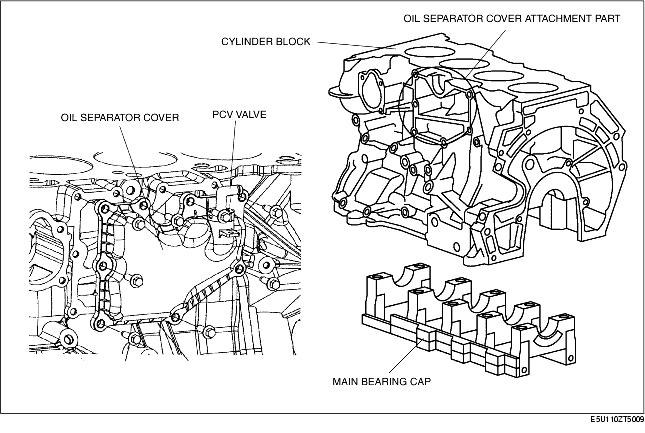 OIL SEPARATOR COVER ATTACHMENT PART
CYLINDER BLOCK
OIL SEPARATOR COVER
PCV VALVE
MAIN BEARING CAP
E5U110ZT5009